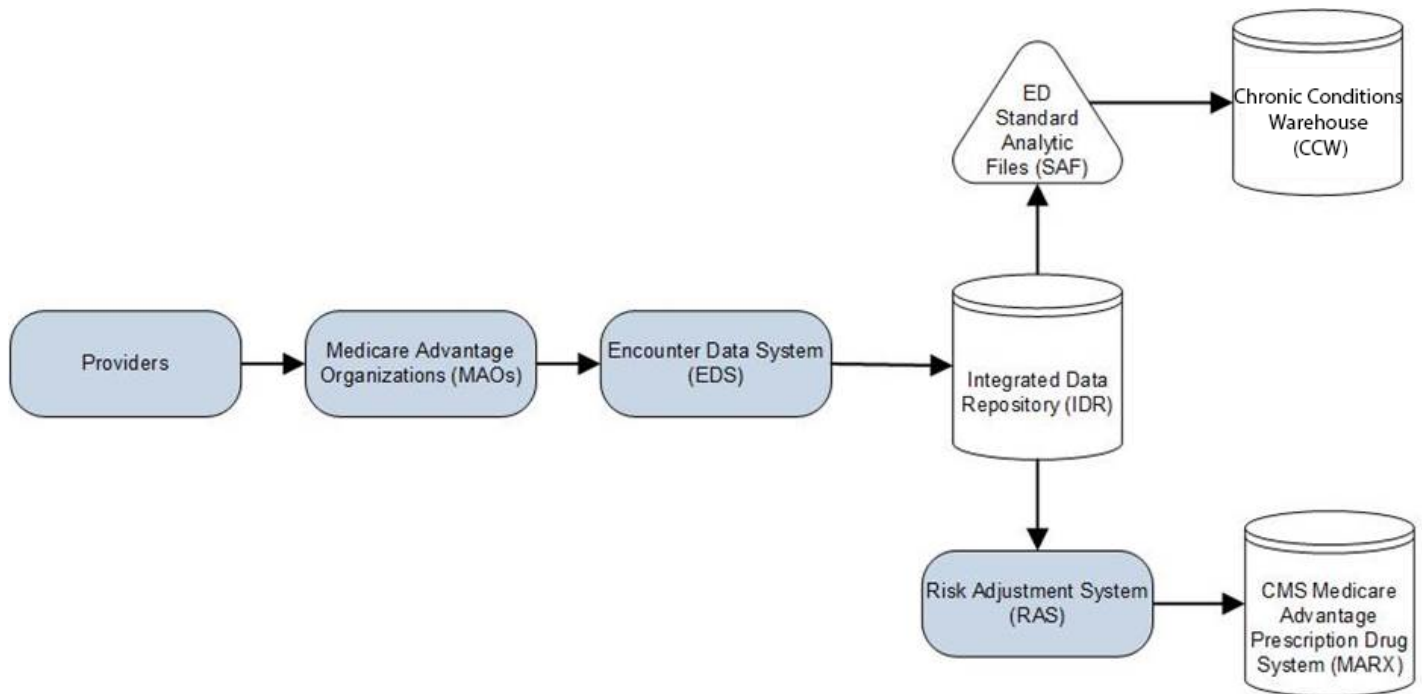 Providers
Medicare Advantage
Organizations (MAOs)
Encounter Data System
(EDS)
Integrated Data
Repository (IDR)
ED
Standard
Analytic
Files (SAF)
Chronic Conditions
Warehouse
(CCW)
Risk Adjustment System
(RAS)
CMS Medicare
Advantage
Prescription Drug
System (MARX)